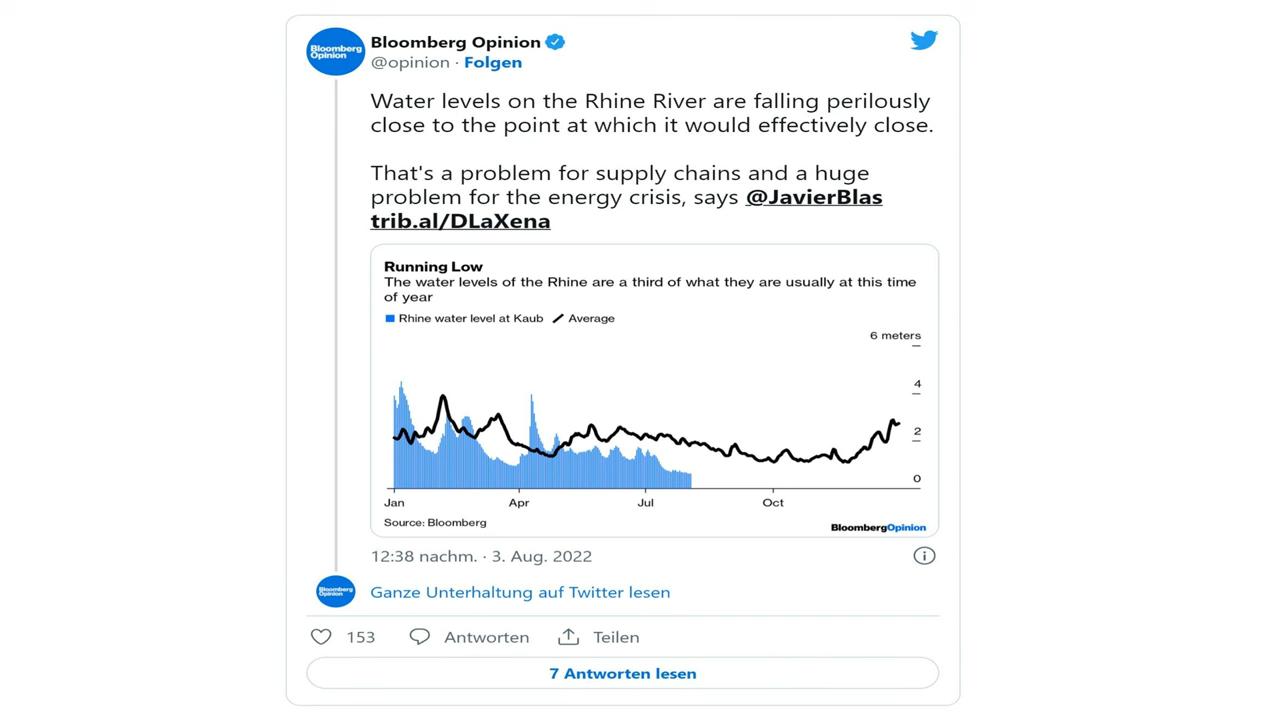 Bloomberg Opinion
Bloomberg Opinion
@opinion · Folgen
Water levels on the Rhine River are falling perilously
close to the point at which it would effectively close.
That's a problem for supply chains and a huge
problem for the energy crisis, says @JavierBlas
trib.al/DLaXena
Running Low
The water levels of the Rhine are a third of what they are usually at this time
of year
Rhine water level at Kaub Average
6 meters
4
2
0
Jan Apr Jul Oct
Source: Bloomberg
BloombergOpinion
12:38 nachm. · 3. Aug. 2022
Bloomberg Opinion
Ganze Unterhaltung auf Twitter lesen
153 Antworten Teilen
7 Antworten lesen